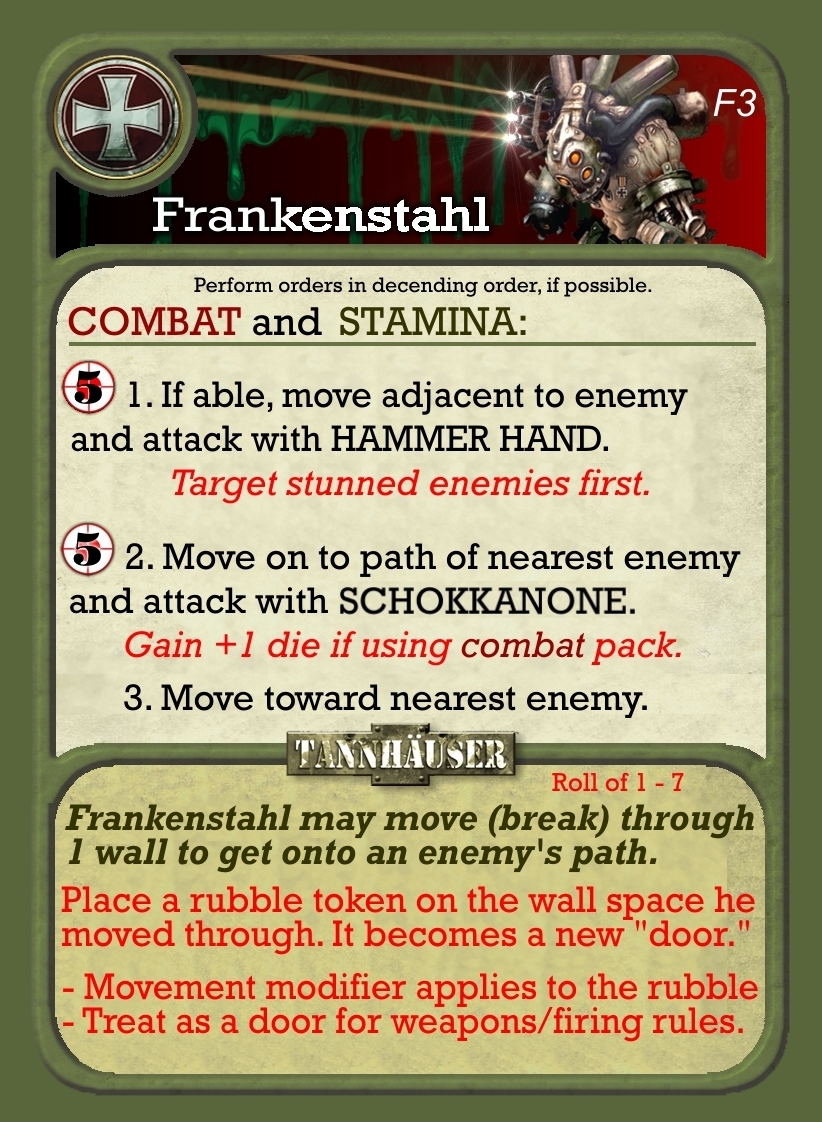 F3
Frankenstahl
Perform orders in decending order, if possible.
COMBAT and STAMINA:
5 1. If able, move adjacent to enemy
and attack with HAMMER HAND.
Target stunned enemies first.
5 2. Move on to path of nearest enemy
and attack with SCHOKKANONE.
Gain +1 die if using combat pack.
3. Move toward nearest enemy.
TANNHÄUSER
Roll of 1 - 7
Frankenstahl may move (break) through
1 wall to get onto an enemy's path.
Place a rubble token on the wall space he
moved through. It becomes a new "door."
- Movement modifier applies to the rubble
- Treat as a door for weapons/firing rules.